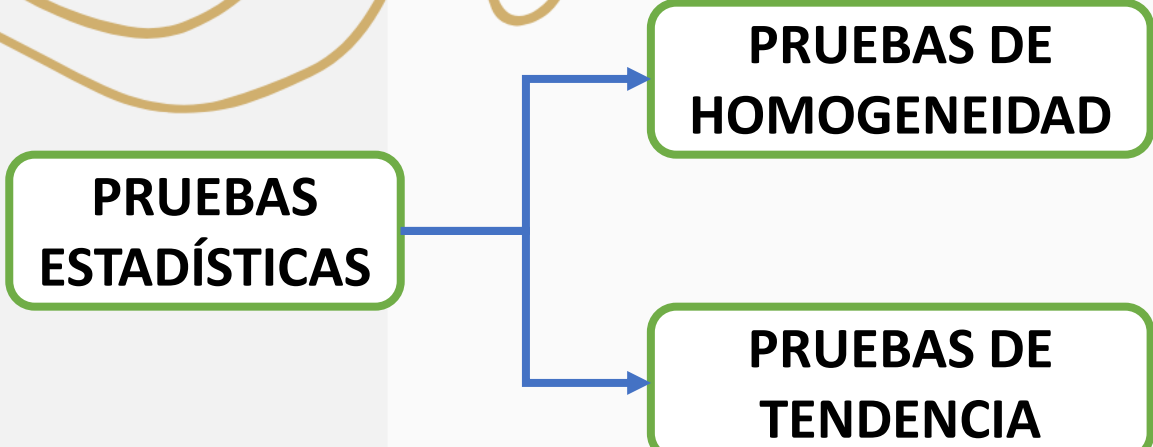 PRUEBAS DE
HOMOGENEIDAD
PRUEBAS
ESTADÍSTICAS
PRUEBAS DE
TENDENCIA